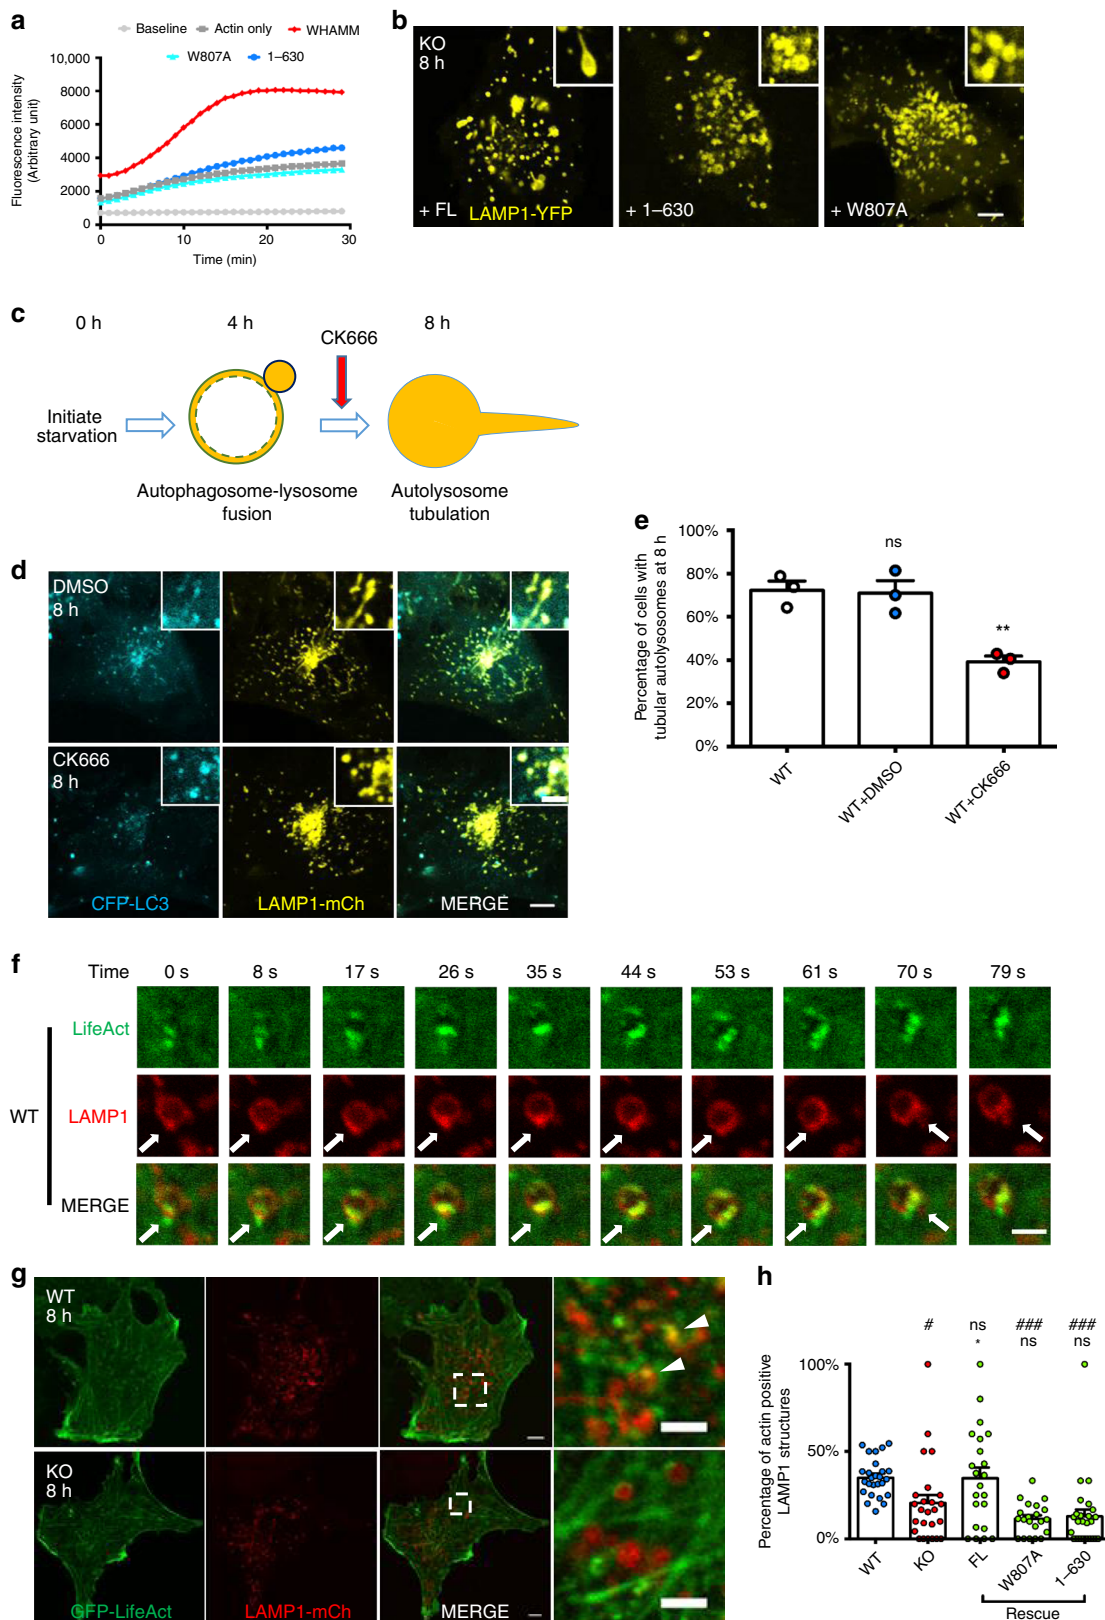 a
Baseline
Actin only
WHAMM
W807A
1–630
Fluorescence intensity
(Arbitrary unit)
10,000
8000
6000
4000
2000
0
0
10
20
30
Time (min)
b
KO
8 h
+ FL
LAMP1-YFP
+ 1–630
+ W807A
c
0 h
4 h
8 h
CK666
Initiate
starvation
Autophagosome-lysosome
fusion
Autolysosome
tubulation
d
DMSO
8 h
CK666
8 h
CFP-LC3
LAMP1-mCh
MERGE
e
Percentage of cells with
tubular autolysosomes at 8 h
100%
80%
60%
40%
20%
0%
ns
**
WT
WT+DMSO
WT+CK666
f
Time
0 s
8 s
17 s
26 s
35 s
44 s
53 s
61 s
70 s
79 s
WT
LifeAct
LAMP1
MERGE
g
WT
8 h
KO
8 h
GFP-LifeAct
LAMP1-mCh
MERGE
h
Percentage of actin positive
LAMP1 structures
100%
50%
0%
#
ns
*
###
ns
###
ns
WT
KO
FL
W807A
1–630
Rescue